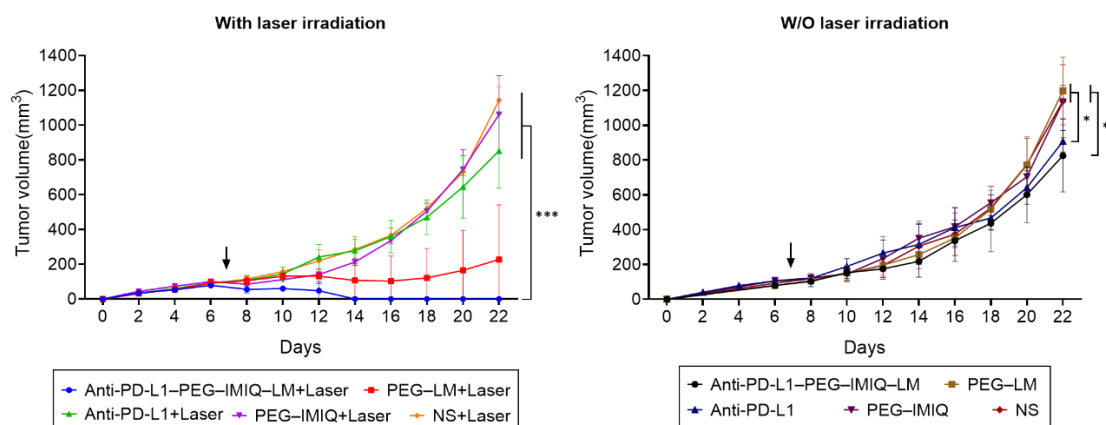 With laser irradiation
Tumor volume(mm³)
1400
1200
1000
800
600
400
200
0
0 2 4 6 8 10 12 14 16 18 20 22
Days
***
Anti-PD-L1–PEG–IMIQ–LM+Laser PEG–LM+Laser
Anti-PD-L1+Laser PEG–IMIQ+Laser NS+Laser
W/O laser irradiation
Tumor volume(mm³)
1400
1200
1000
800
600
400
200
0
0 2 4 6 8 10 12 14 16 18 20 22
Days
* *
Anti-PD-L1–PEG–IMIQ–LM PEG–LM
Anti-PD-L1 PEG–IMIQ NS